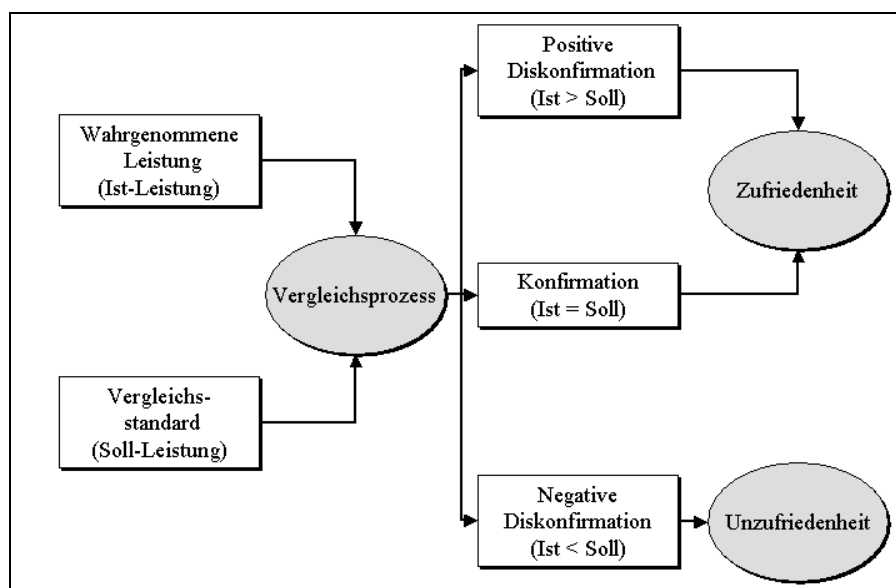 Wahrgenommene
Leistung
(Ist-Leistung)
Vergleichs-
standard
(Soll-Leistung)
Vergleichsprozess
Positive
Diskonfirmation
(Ist > Soll)
Konfirmation
(Ist = Soll)
Negative
Diskonfirmation
(Ist < Soll)
Zufriedenheit
Unzufriedenheit